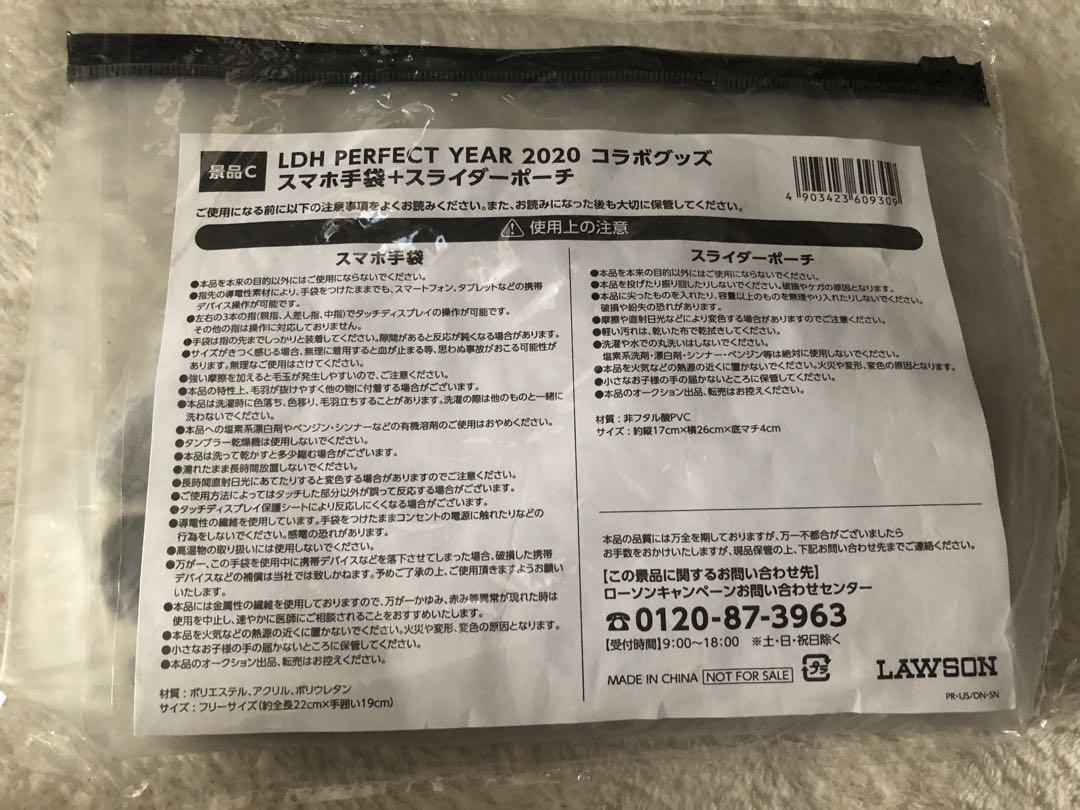 景品C
LDH PERFECT YEAR 2020 コラボグッズ
スマホ手袋+スライダーポーチ
4 903423 609309
ご使用になる前に以下の注意事項をよくお読みください。また、お読みになった後も大切に保管してください。
⚠ 使用上の注意
スマホ手袋
●本品を本来の目的以外にはご使用にならないでください。
●指先の導電性素材により、手袋をつけたままでも、スマートフォン、タブレットなどの携帯
デバイス操作が可能です。
●左右の3本の指(親指、人差し指、中指)でタッチディスプレイの操作が可能です。
その他の指は操作に対応しておりません。
●手袋は指の先までしっかりと装着してください。隙間があると反応が鈍くなる場合があります。
●サイズがきつく感じる場合、無理に着用すると血が止まる等、思わぬ事故がおこる可能性が
あります。無理なご使用はさけてください。
●強い摩擦を加えると毛玉が発生しやすいので、ご注意ください。
●本品の特性上、毛羽が抜けやすく他の物に付着する場合がございます。
●本品は洗濯時に色落ち、色移り、毛羽立ちすることがあります。洗濯の際は他のものと一緒に
洗わないでください。
●本品への塩素系漂白剤やベンジン・シンナーなどの有機溶剤のご使用はおやめください。
●タンブラー乾燥機は使用しないでください。
●本品は洗って乾かすと多少縮む場合がございます。
●濡れたまま長時間放置しないでください。
●長時間直射日光にあてたりすると変色する場合がありますのでご注意ください。
●ご使用方法によってはタッチした部分以外が誤って反応する場合がございます。
●タッチディスプレイ保護シートにより反応しにくくなる場合がございます。
●導電性の繊維を使用しています。手袋をつけたままコンセントの電源に触れたりなどの
行為をしないでください。感電の恐れがあります。
●高温物の取り扱いには使用しないでください。
●万が一、この手袋を使用中に携帯デバイスなどを落下させてしまった場合、破損した携帯
デバイスなどの補償は当社では致しかねます。予めご了承の上、ご使用頂きますようお願い
いたします。
●本品には金属性の繊維を使用しておりますので、万が一かゆみ、赤み等異常が現れた時は
使用を中止し、速やかに医師にご相談されることをおすすめいたします。
●本品を火気などの熱源の近くに置かないでください。火災や変形、変色の原因となります。
●小さなお子様の手の届かないところに保管してください。
●本品のオークション出品、転売はお控えください。
材質:ポリエステル、アクリル、ポリウレタン
サイズ:フリーサイズ(約全長22cm×手囲い19cm)
スライダーポーチ
●本品を本来の目的以外にはご使用にならないでください。
●本品を投げたり振り回したりしないでください。破損やケガの原因となります。
●本品に尖ったものを入れたり、容量以上のものを無理やり入れたりしないでください。
破損や紛失の恐れがあります。
●摩擦や直射日光などにより変色する場合がありますのでご注意ください。
●軽い汚れは、乾いた布で乾拭きしてください。
●洗濯や水での丸洗いはしないでください。
塩素系洗剤・漂白剤・シンナー・ベンジン等は絶対に使用しないでください。
●本品を火気などの熱源の近くに置かないでください。火災や変形、変色の原因となります。
●小さなお子様の手の届かないところに保管してください。
●本品のオークション出品、転売はお控えください。
材質:非フタル酸PVC
サイズ:約縦17cm×横26cm×底マチ4cm
本品の品質には万全を期しておりますが、万一不都合がございましたら
お手数をおかけいたしますが、現品保管の上、下記お問い合わせ先までご連絡ください。
【この景品に関するお問い合わせ先】
ローソンキャンペーンお問い合わせセンター
☎0120-87-3963
【受付時間】9:00〜18:00 ※土・日・祝日除く
MADE IN CHINA NOT FOR SALE プラ
LAWSON
PR・US/DN・SN